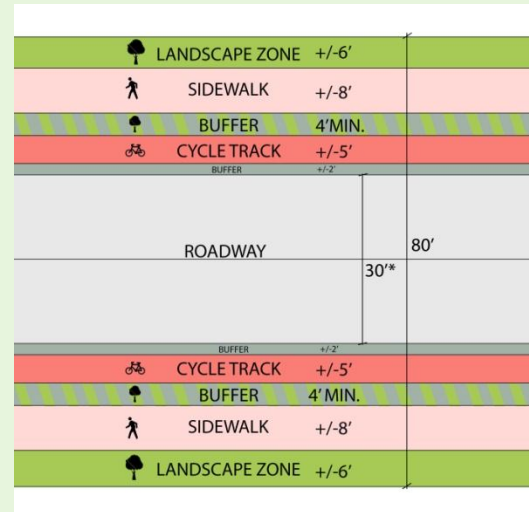 LANDSCAPE ZONE +/-6′
SIDEWALK +/-8′
BUFFER 4′MIN.
CYCLE TRACK +/-5′
BUFFER +/-2′
ROADWAY
80′
30′*
BUFFER +/-2′
CYCLE TRACK +/-5′
BUFFER 4′ MIN.
SIDEWALK +/-8′
LANDSCAPE ZONE +/-6′